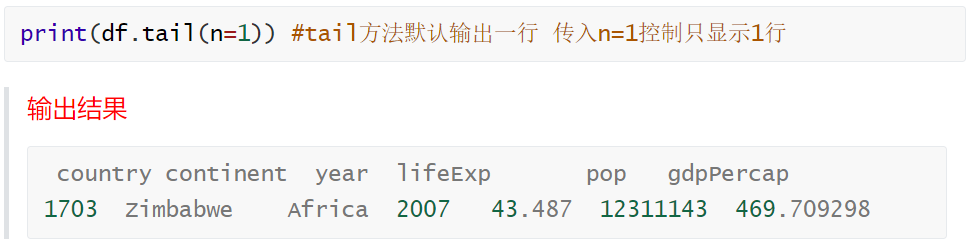 print(df.tail(n=1)) #tail方法默认输出一行 传入n=1控制只显示1行
输出结果
country continent year lifeExp pop gdpPercap
1703 Zimbabwe Africa 2007 43.487 12311143 469.709298